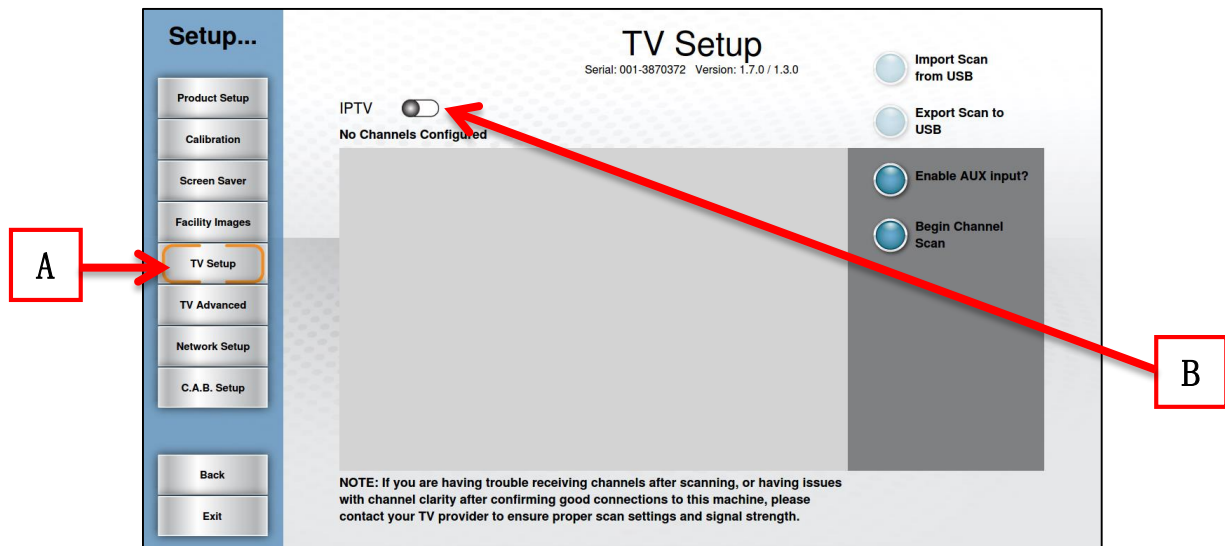 Setup...
Product Setup
Calibration
Screen Saver
Facility Images
TV Setup
TV Advanced
Network Setup
C.A.B. Setup
Back
Exit
A
TV Setup
Serial: 001-3870372 Version: 1.7.0 / 1.3.0
IPTV
No Channels Configured
Import Scan
from USB
Export Scan to
USB
Enable AUX input?
Begin Channel
Scan
B
NOTE: If you are having trouble receiving channels after scanning, or having issues
with channel clarity after confirming good connections to this machine, please
contact your TV provider to ensure proper scan settings and signal strength.